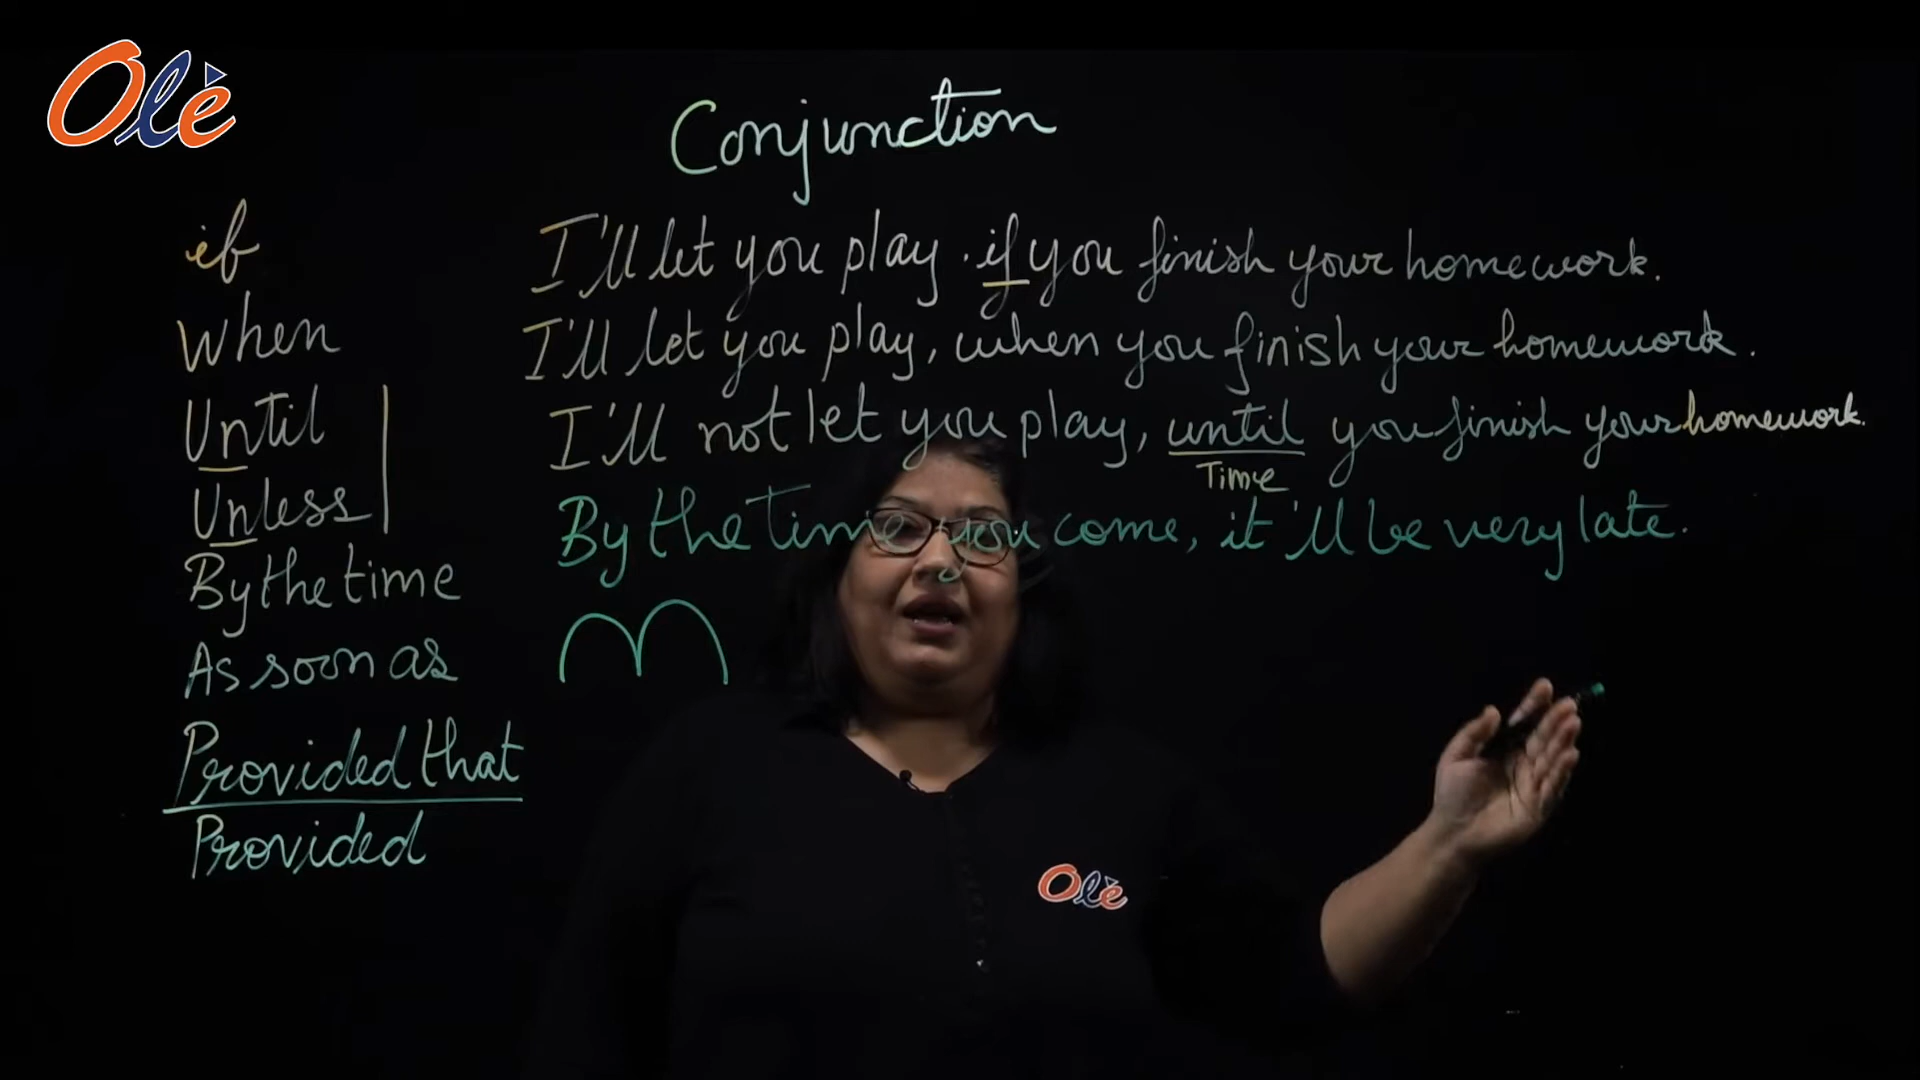 Olè
Conjunction
if
I'll let you play. if you finish your homework.
When
I'll let you play, when you finish your homework.
Until
I'll not let you play, until you finish your homework.
Time
Unless
By the time you come, it'll be very late.
By the time
As soon as
Provided that
Provided
Olè